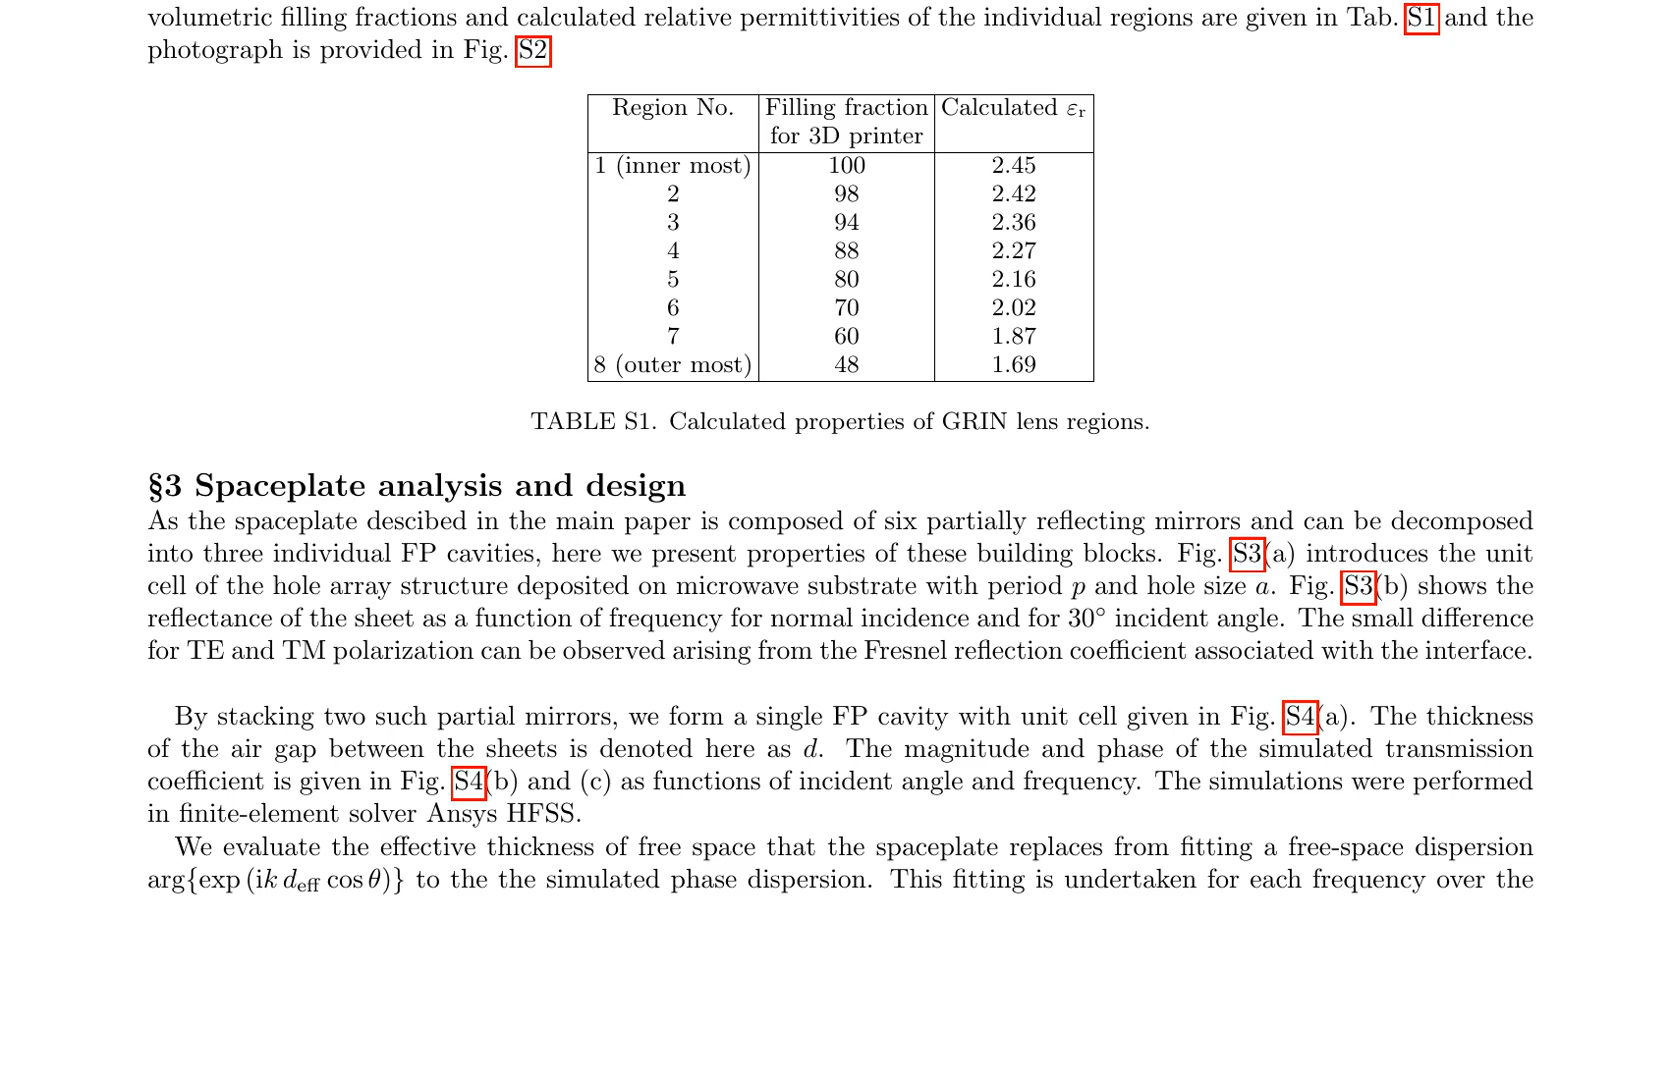 volumetric filling fractions and calculated relative permittivities of the individual regions are given in Tab. S1 and the
photograph is provided in Fig. S2
Region No. Filling fraction for 3D printer Calculated εr
1 (inner most) 100 2.45
2 98 2.42
3 94 2.36
4 88 2.27
5 80 2.16
6 70 2.02
7 60 1.87
8 (outer most) 48 1.69
TABLE S1. Calculated properties of GRIN lens regions.
§3 Spaceplate analysis and design
As the spaceplate descibed in the main paper is composed of six partially reflecting mirrors and can be decomposed
into three individual FP cavities, here we present properties of these building blocks. Fig. S3(a) introduces the unit
cell of the hole array structure deposited on microwave substrate with period p and hole size a. Fig. S3(b) shows the
reflectance of the sheet as a function of frequency for normal incidence and for 30° incident angle. The small difference
for TE and TM polarization can be observed arising from the Fresnel reflection coefficient associated with the interface.
By stacking two such partial mirrors, we form a single FP cavity with unit cell given in Fig. S4(a). The thickness
of the air gap between the sheets is denoted here as d. The magnitude and phase of the simulated transmission
coefficient is given in Fig. S4(b) and (c) as functions of incident angle and frequency. The simulations were performed
in finite-element solver Ansys HFSS.
We evaluate the effective thickness of free space that the spaceplate replaces from fitting a free-space dispersion
arg{exp (ik deff cos θ)} to the the simulated phase dispersion. This fitting is undertaken for each frequency over the